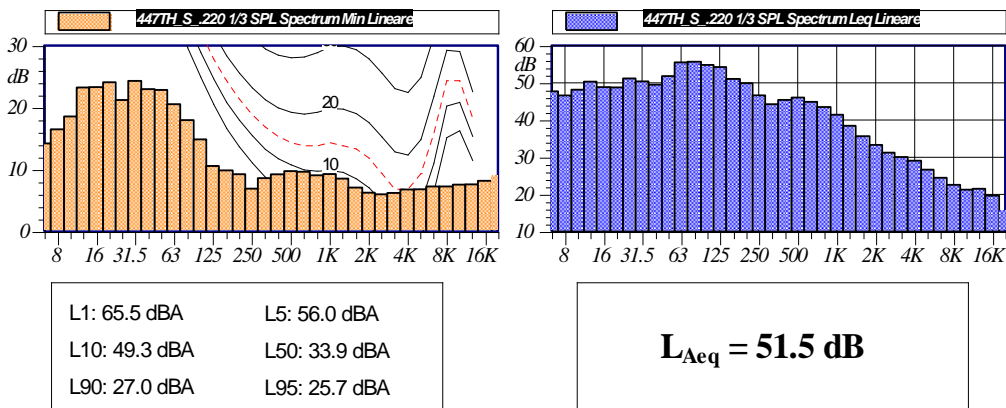 447TH_S_.220 1/3 SPL Spectrum Min Lineare
30
dB
20
10
0
20
10
8 16 31.5 63 125 250 500 1K 2K 4K 8K 16K
447TH_S_.220 1/3 SPL Spectrum Leq Lineare
60
dB
50
40
30
20
10
8 16 31.5 63 125 250 500 1K 2K 4K 8K 16K
L1: 65.5 dBA L5: 56.0 dBA
L10: 49.3 dBA L50: 33.9 dBA
L90: 27.0 dBA L95: 25.7 dBA
LAeq = 51.5 dB